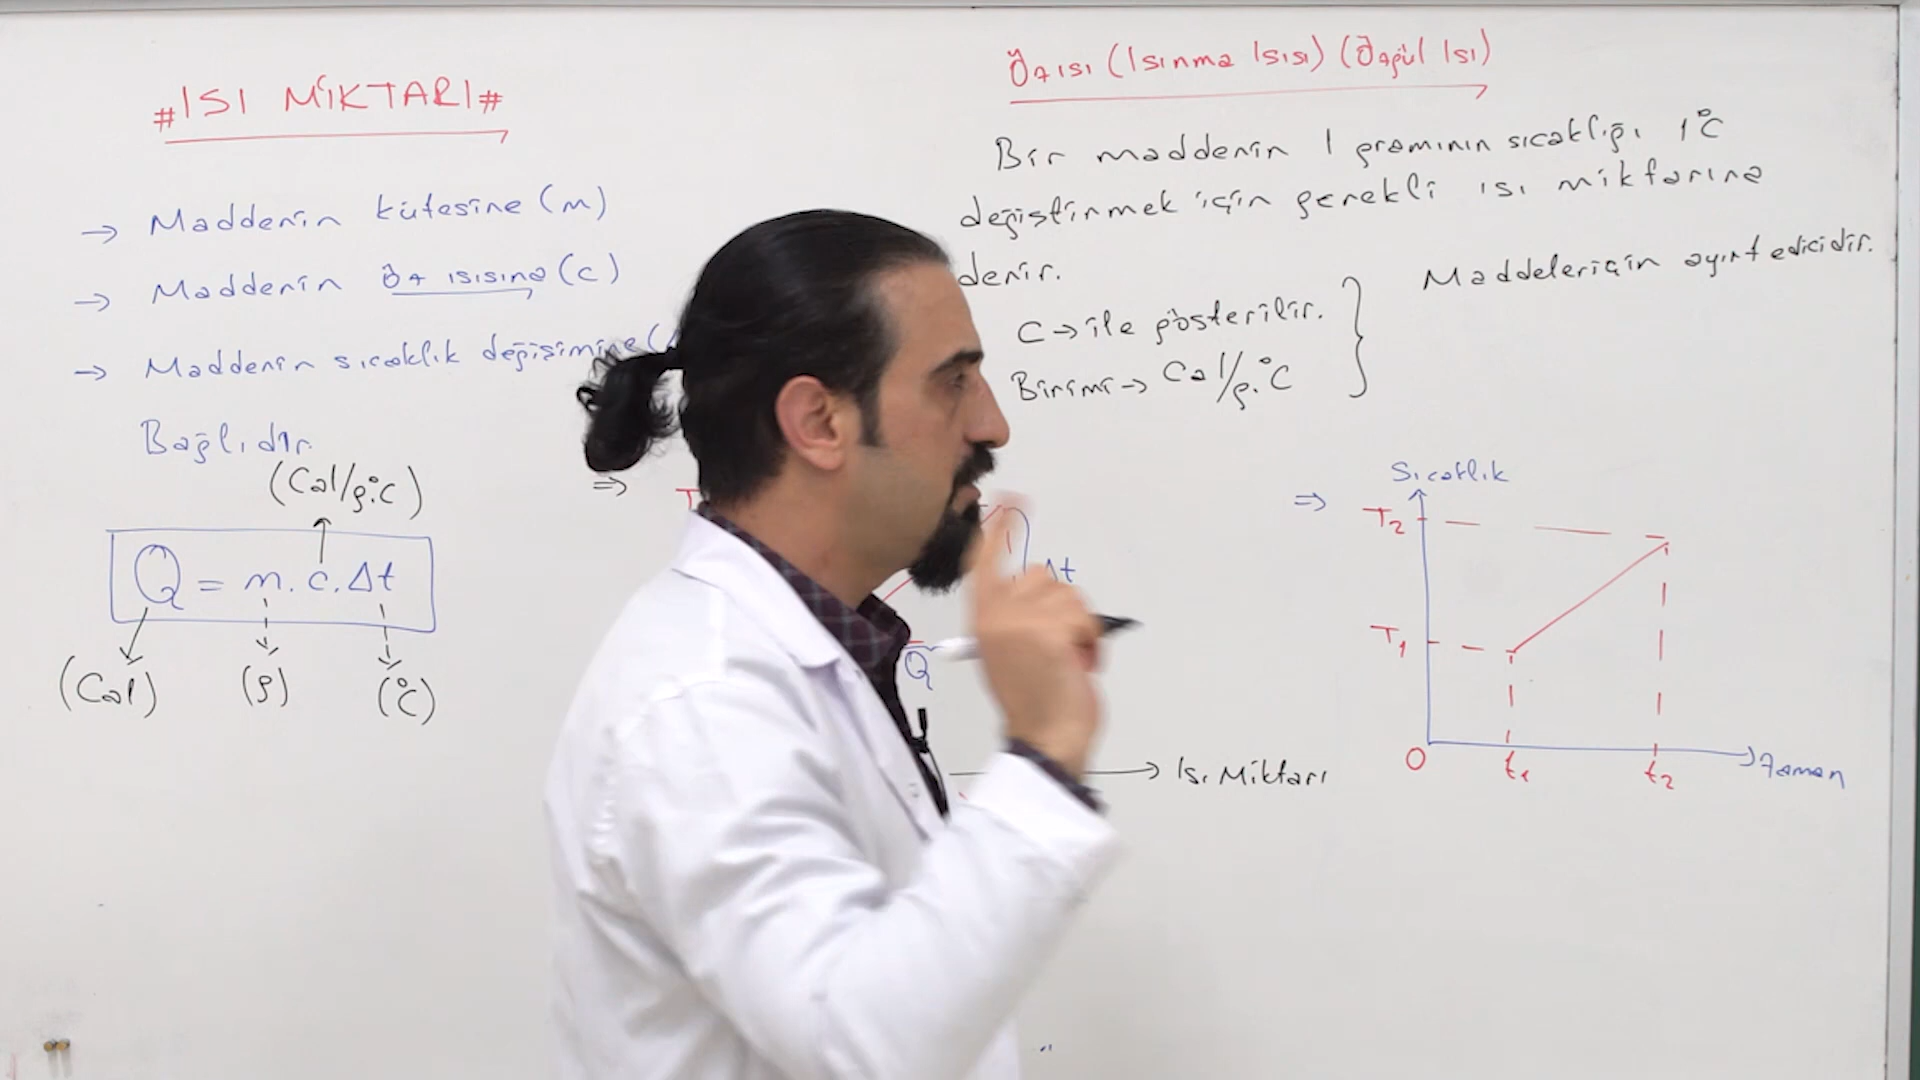 #ISI MİKTARI#
→ Maddenin kütlesine (m)
→ Maddenin öz ısısına (c)
→ Maddenin sıcaklık değişimine (
Bağlıdır.
(Cal/g.°C)
Q = m.c.Δt
(Cal) (g) (°C)
Öz ısı (Isınma Isısı) (Özgül Isı)
Bir maddenin 1 gramının sıcaklığı 1°C
değiştirmek için gerekli ısı miktarına
denir.
C → ile gösterilir.
Birimi → Cal/g.°C
Maddeler için ayırt edicidir.
⇒
T
Δt
Q
Isı Miktarı
⇒ Sıcaklık
T2
T1
0 t1 t2 Zaman